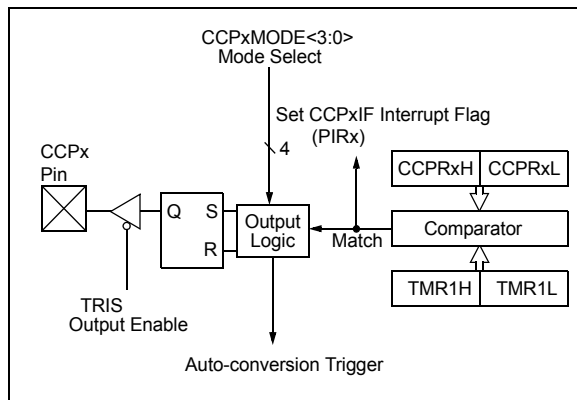 CCPxMODE<3:0>
Mode Select
Set CCPxIF Interrupt Flag
(PIRx)
4
CCPx
Pin
CCPRxH CCPRxL
Q S
R
Output
Logic
Match
Comparator
TMR1H TMR1L
TRIS
Output Enable
Auto-conversion Trigger